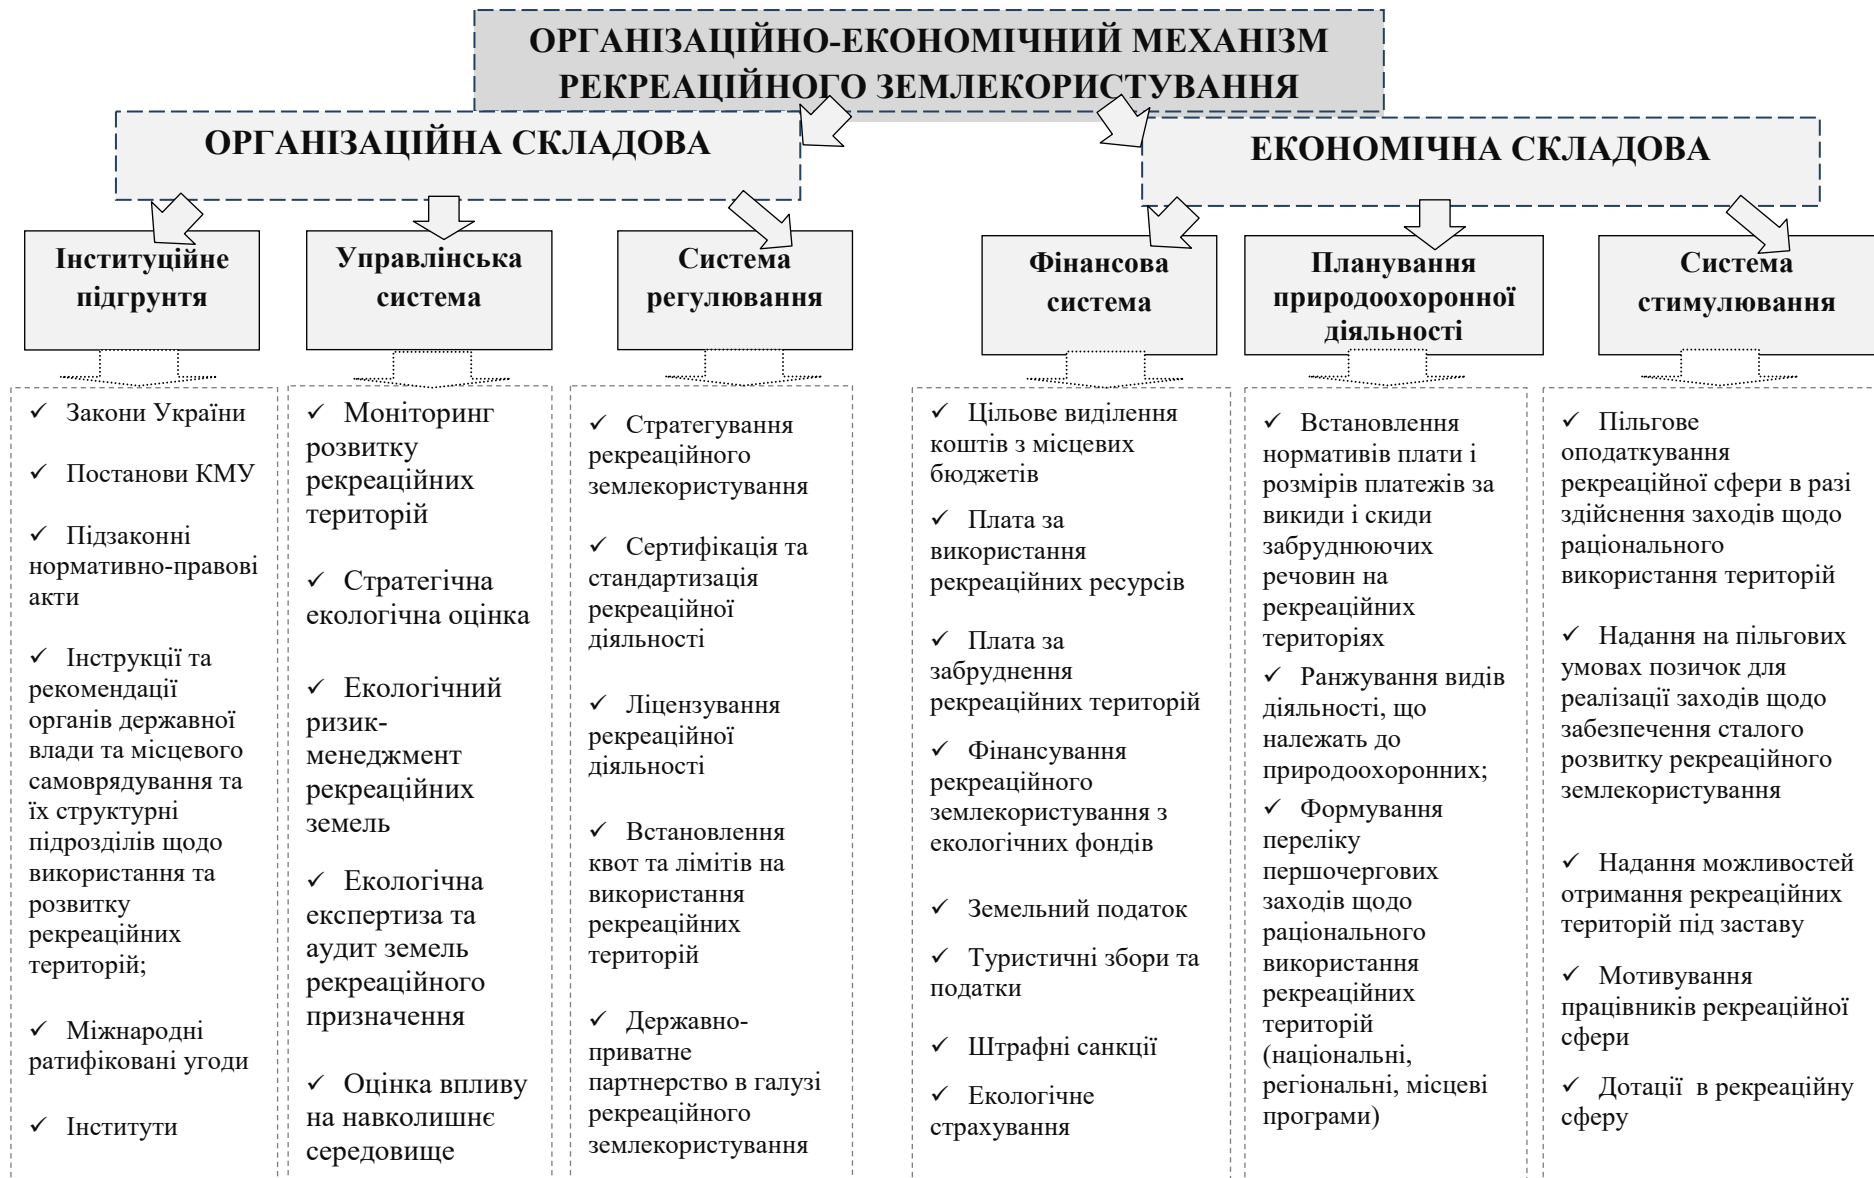 ОРГАНІЗАЦІЙНО-ЕКОНОМІЧНИЙ МЕХАНІЗМ
РЕКРЕАЦІЙНОГО ЗЕМЛЕКОРИСТУВАННЯ
ОРГАНІЗАЦІЙНА СКЛАДОВА
ЕКОНОМІЧНА СКЛАДОВА
Інституційне
підгрунтя
Управлінська
система
Система
регулювання
Фінансова
система
Планування
природоохоронної
діяльності
Система
стимулювання
✓ Закони України
✓ Постанови КМУ
✓ Підзаконні
нормативно-правові
акти
✓ Інструкції та
рекомендації
органів державної
влади та місцевого
самоврядування та
їх структурні
підрозділів щодо
використання та
розвитку
рекреаційних
територій;
✓ Міжнародні
ратифіковані угоди
✓ Інститути
✓ Моніторинг
розвитку
рекреаційних
територій
✓ Стратегічна
екологічна оцінка
✓ Екологічний
ризик-
менеджмент
рекреаційних
земель
✓ Екологічна
експертиза та
аудит земель
рекреаційного
призначення
✓ Оцінка впливу
на навколишнє
середовище
✓ Стратегування
рекреаційного
землекористування
✓ Сертифікація та
стандартизація
рекреаційної
діяльності
✓ Ліцензування
рекреаційної
діяльності
✓ Встановлення
квот та лімітів на
використання
рекреаційних
територій
✓ Державно-
приватне
партнерство в галузі
рекреаційного
землекористування
✓ Цільове виділення
коштів з місцевих
бюджетів
✓ Плата за
використання
рекреаційних ресурсів
✓ Плата за
забруднення
рекреаційних територій
✓ Фінансування
рекреаційного
землекористування з
екологічних фондів
✓ Земельний податок
✓ Туристичні збори та
податки
✓ Штрафні санкції
✓ Екологічне
страхування
✓ Встановлення
нормативів плати і
розмірів платежів за
викиди і скиди
забруднюючих
речовин на
рекреаційних
територіях
✓ Ранжування видів
діяльності, що
належать до
природоохоронних;
✓ Формування
переліку
першочергових
заходів щодо
раціонального
використання
рекреаційних
територій
(національні,
регіональні, місцеві
програми)
✓ Пільгове
оподаткування
рекреаційної сфери в разі
здійснення заходів щодо
раціонального
використання територій
✓ Надання на пільгових
умовах позичок для
реалізації заходів щодо
забезпечення сталого
розвитку рекреаційного
землекористування
✓ Надання можливостей
отримання рекреаційних
територій під заставу
✓ Мотивування
працівників рекреаційної
сфери
✓ Дотації в рекреаційну
сферу